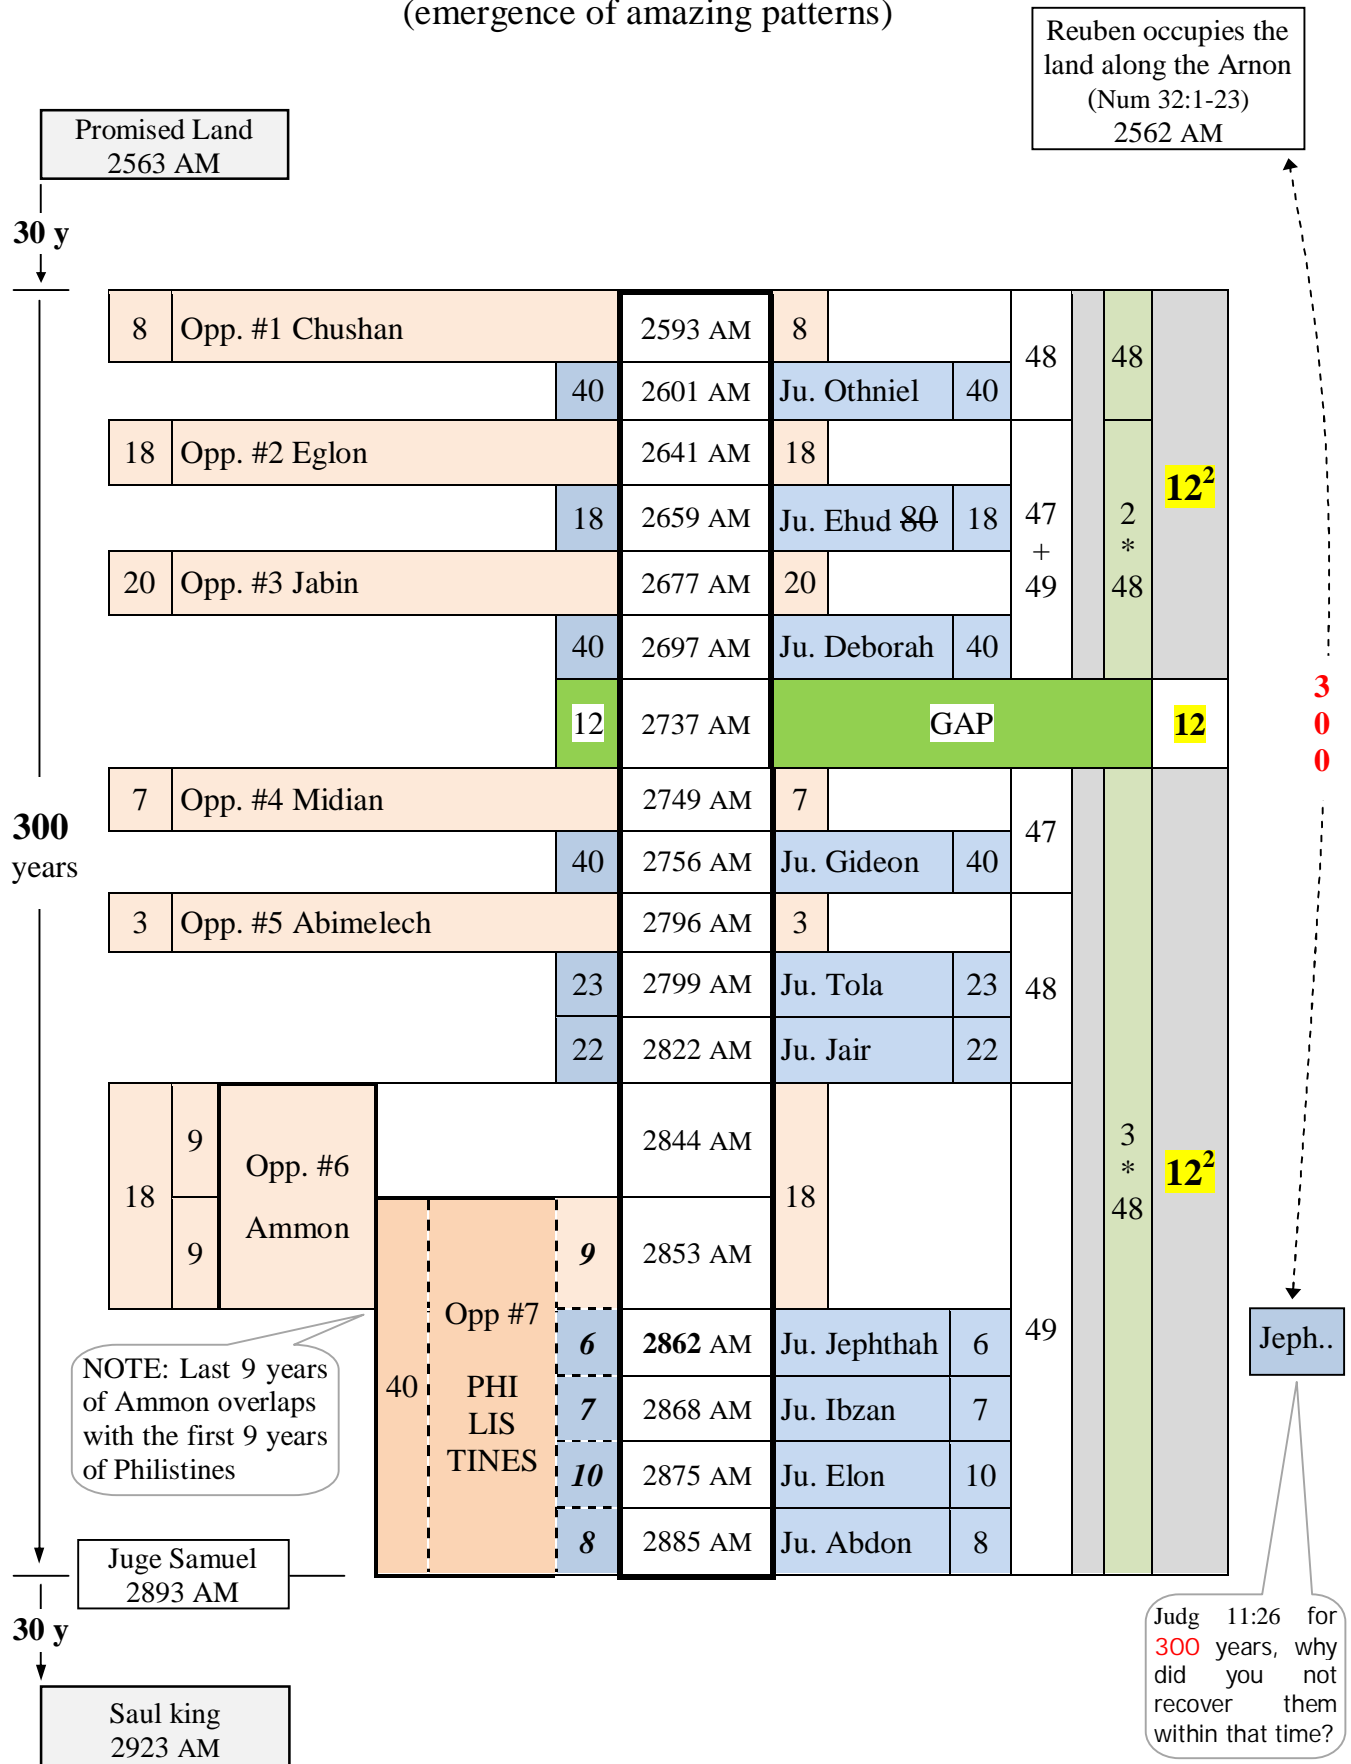 (emergence of amazing patterns)
Reuben occupies the
land along the Arnon
(Num 32:1-23)
2562 AM
Promised Land
2563 AM
30 y
8 Opp. #1 Chushan 2593 AM 8
48 48
40 2601 AM Ju. Othniel 40
18 Opp. #2 Eglon 2641 AM 18
12²
18 2659 AM Ju. Ehud 80 18
47
+
49
2
*
48
20 Opp. #3 Jabin 2677 AM 20
40 2697 AM Ju. Deborah 40
12 2737 AM GAP 12
3
0
0
7 Opp. #4 Midian 2749 AM 7
47
300
years
40 2756 AM Ju. Gideon 40
3 Opp. #5 Abimelech 2796 AM 3
23 2799 AM Ju. Tola 23
48
22 2822 AM Ju. Jair 22
9 2844 AM
18
Opp. #6
Ammon
18
3
*
48
12²
9
9 2853 AM
Opp #7
PHI
LIS
TINES
40
6 2862 AM Ju. Jephthah 6
49
Jeph..
NOTE: Last 9 years
of Ammon overlaps
with the first 9 years
of Philistines
7 2868 AM Ju. Ibzan 7
10 2875 AM Ju. Elon 10
8 2885 AM Ju. Abdon 8
Juge Samuel
2893 AM
30 y
Judg 11:26 for
300 years, why
did you not
recover them
within that time?
Saul king
2923 AM